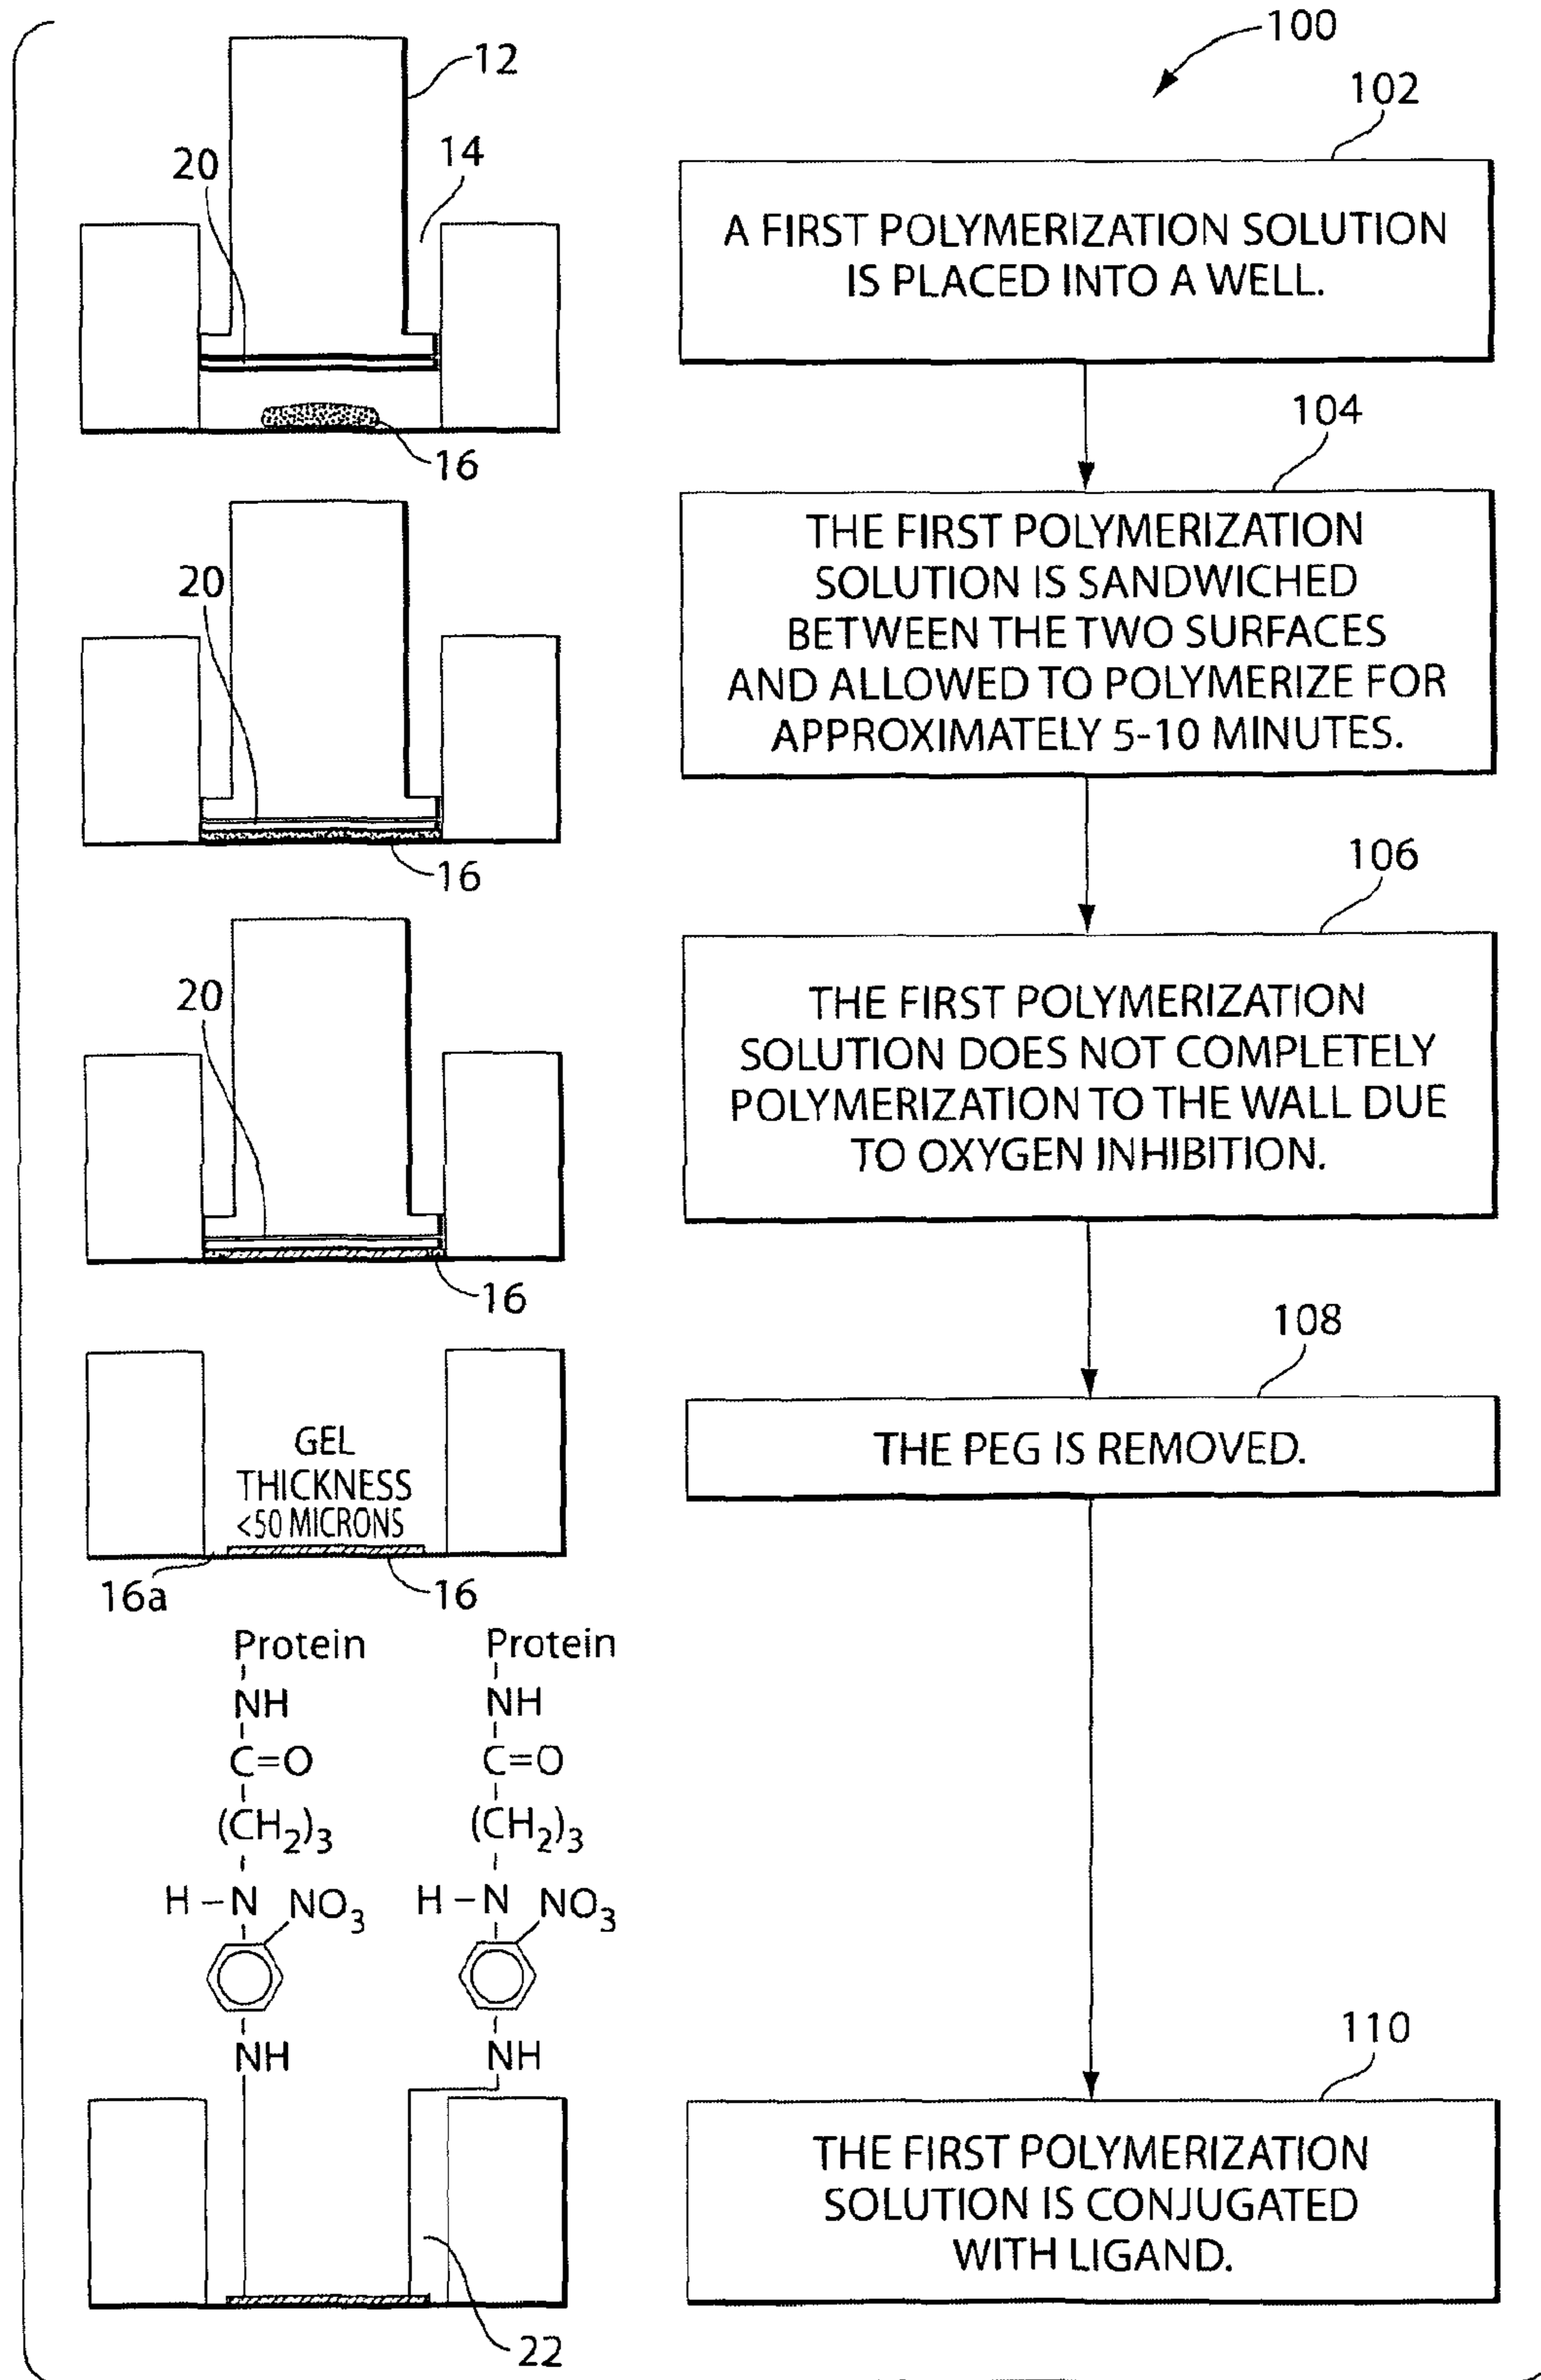 100
12
102
14
20
A FIRST POLYMERIZATION SOLUTION
IS PLACED INTO A WELL.
16
104
THE FIRST POLYMERIZATION
SOLUTION IS SANDWICHED
BETWEEN THE TWO SURFACES
AND ALLOWED TO POLYMERIZE FOR
APPROXIMATELY 5-10 MINUTES.
20
16
106
THE FIRST POLYMERIZATION
SOLUTION DOES NOT COMPLETELY
POLYMERIZATION TO THE WALL DUE
TO OXYGEN INHIBITION.
20
16
108
THE PEG IS REMOVED.
GEL
THICKNESS
<50 MICRONS
16a
16
Protein Protein
NH NH
C=O C=O
(CH2)3 (CH2)3
H-N NO3 H-N NO3
NH NH
110
THE FIRST POLYMERIZATION
SOLUTION IS CONJUGATED
WITH LIGAND.
22